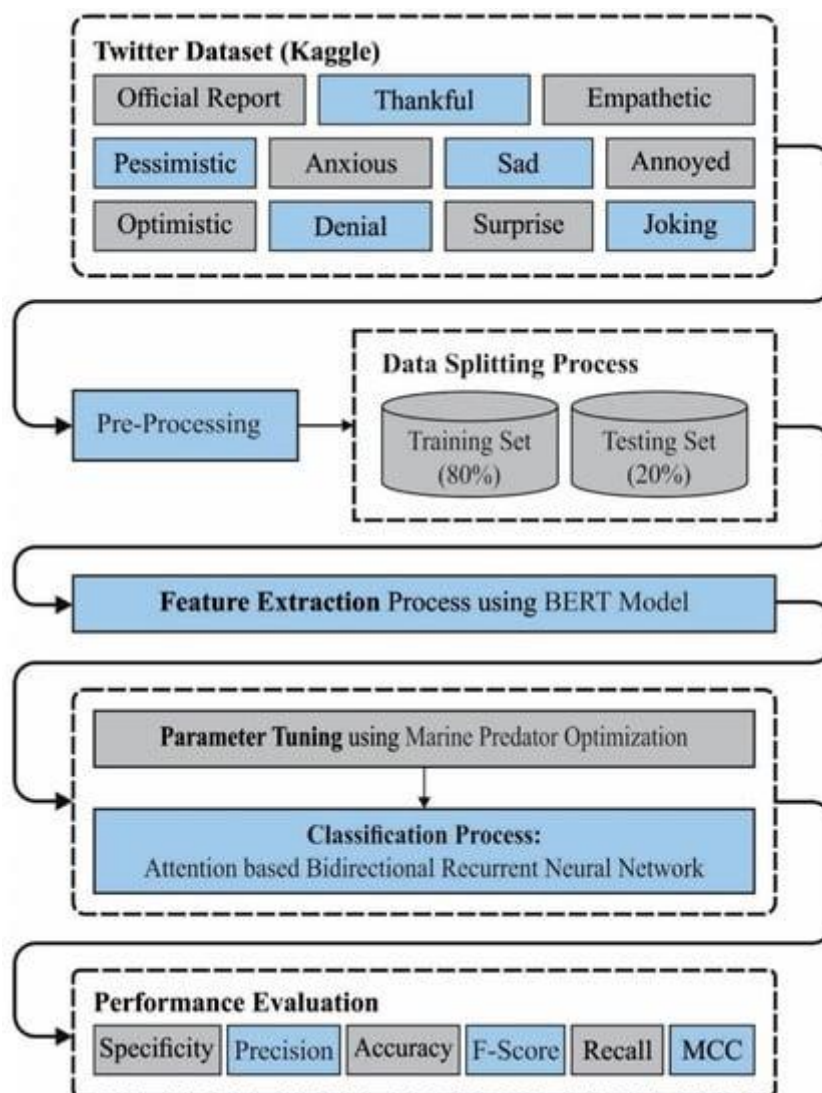 Twitter Dataset (Kaggle)
Official Report
Thankful
Empathetic
Pessimistic
Anxious
Sad
Annoyed
Optimistic
Denial
Surprise
Joking
Data Splitting Process
Pre-Processing
Training Set
(80%)
Testing Set
(20%)
Feature Extraction Process using BERT Model
Parameter Tuning using Marine Predator Optimization
Classification Process:
Attention based Bidirectional Recurrent Neural Network
Performance Evaluation
Specificity
Precision
Accuracy
F-Score
Recall
MCC